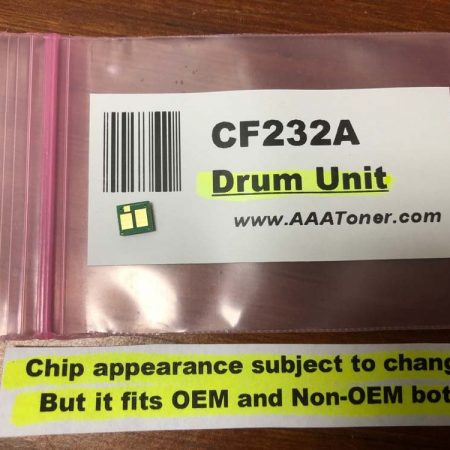 CF232A
Drum Unit
www.AAAToner.com
Chip appearance subject to chang
But it fits OEM and Non-OEM bot